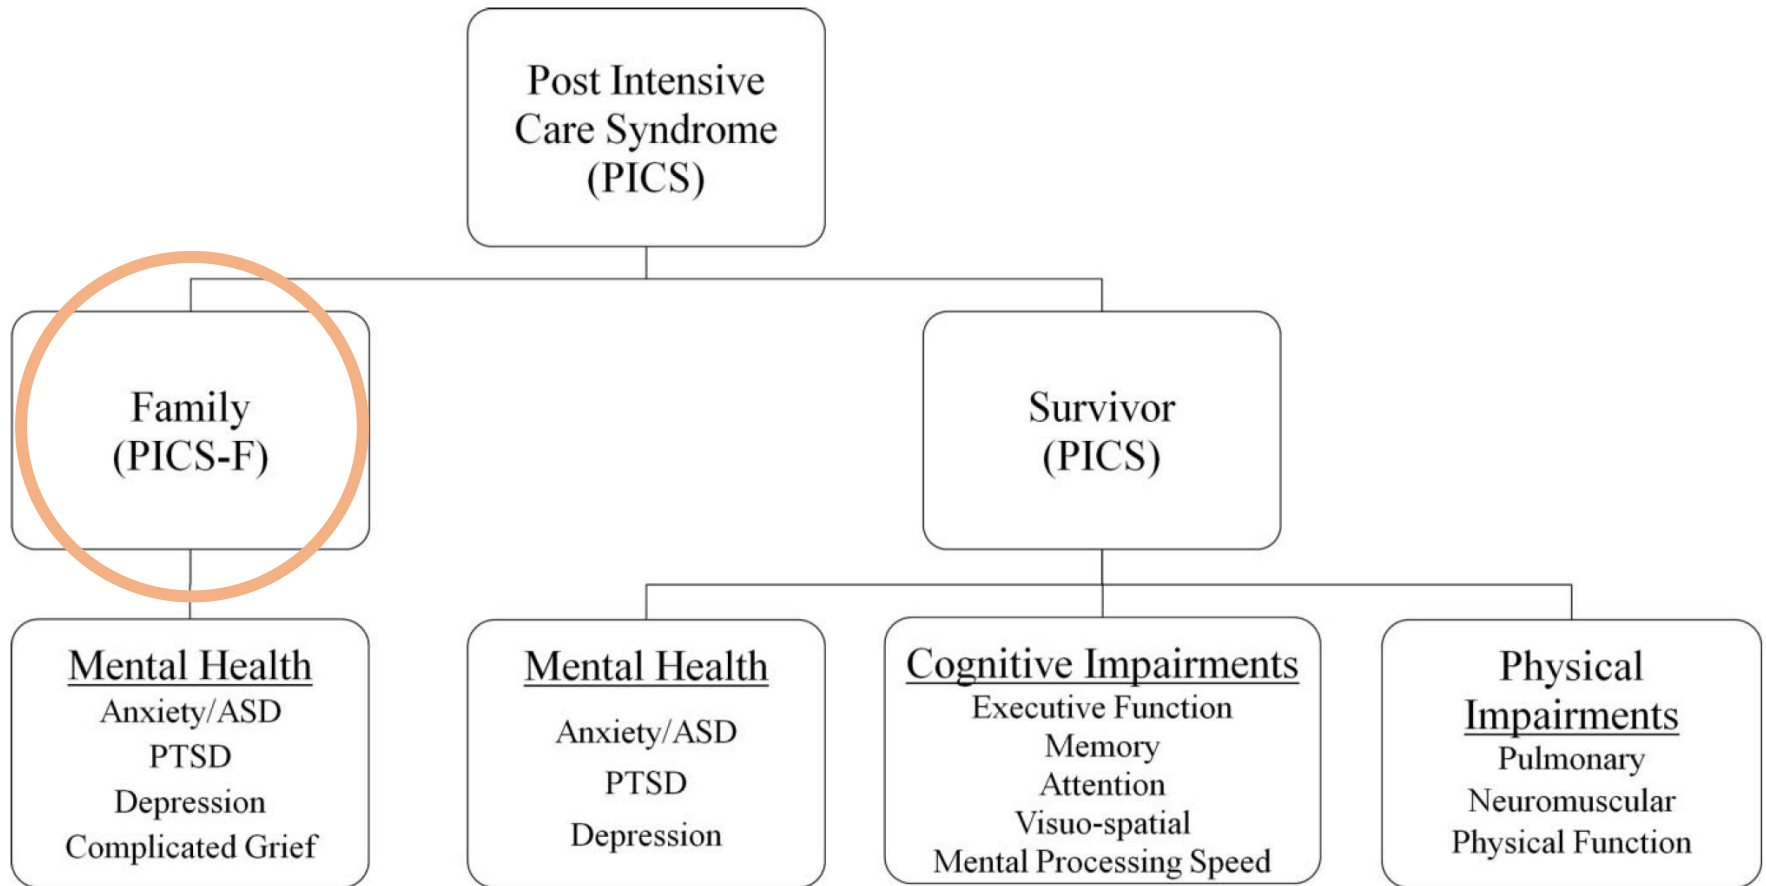 Post Intensive
Care Syndrome
(PICS)
Family
(PICS-F)
Survivor
(PICS)
Mental Health
Anxiety/ASD
PTSD
Depression
Complicated Grief
Mental Health
Anxiety/ASD
PTSD
Depression
Cognitive Impairments
Executive Function
Memory
Attention
Visuo-spatial
Mental Processing Speed
Physical
Impairments
Pulmonary
Neuromuscular
Physical Function